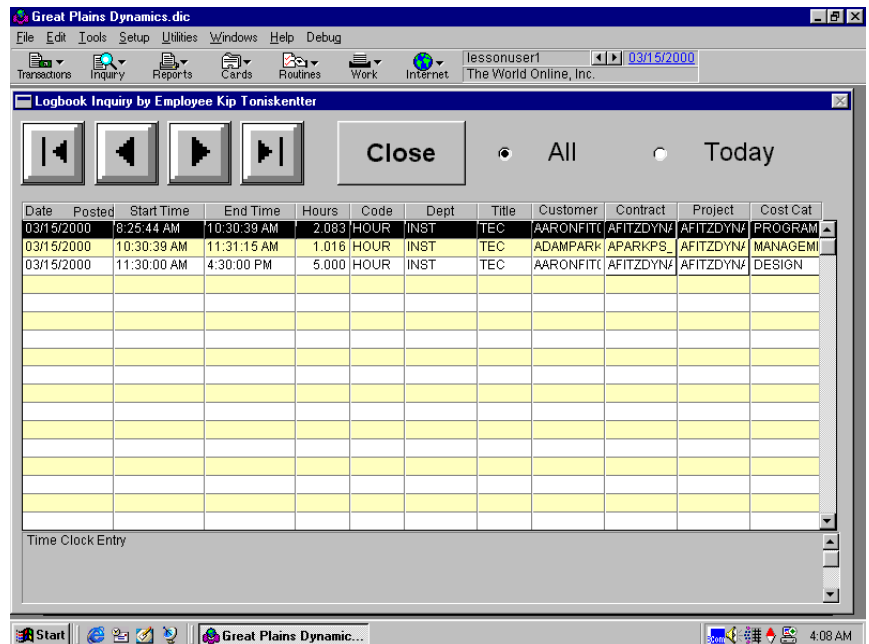 Great Plains Dynamics.dic
File Edit Tools Setup Utilities Windows Help Debug
Transactions Inquiry Reports Cards Routines Work Internet lessonuser1 03/15/2000
The World Online, Inc.
Logbook Inquiry by Employee Kip Toniskentter
Close All Today
Date Posted Start Time End Time Hours Code Dept Title Customer Contract Project Cost Cat
03/15/2000 8:25:44 AM 10:30:39 AM 2.083 HOUR INST TEC AARONFIT( AFITZDYN AFITZDYN PROGRAM
03/15/2000 10:30:39 AM 11:31:15 AM 1.016 HOUR INST TEC ADAMPARK APARKPS_ AFITZDYN MANAGEMI
03/15/2000 11:30:00 AM 4:30:00 PM 5.000 HOUR INST TEC AARONFIT( AFITZDYN AFITZDYN DESIGN
Time Clock Entry
Start Great Plains Dynamic... 4:08 AM